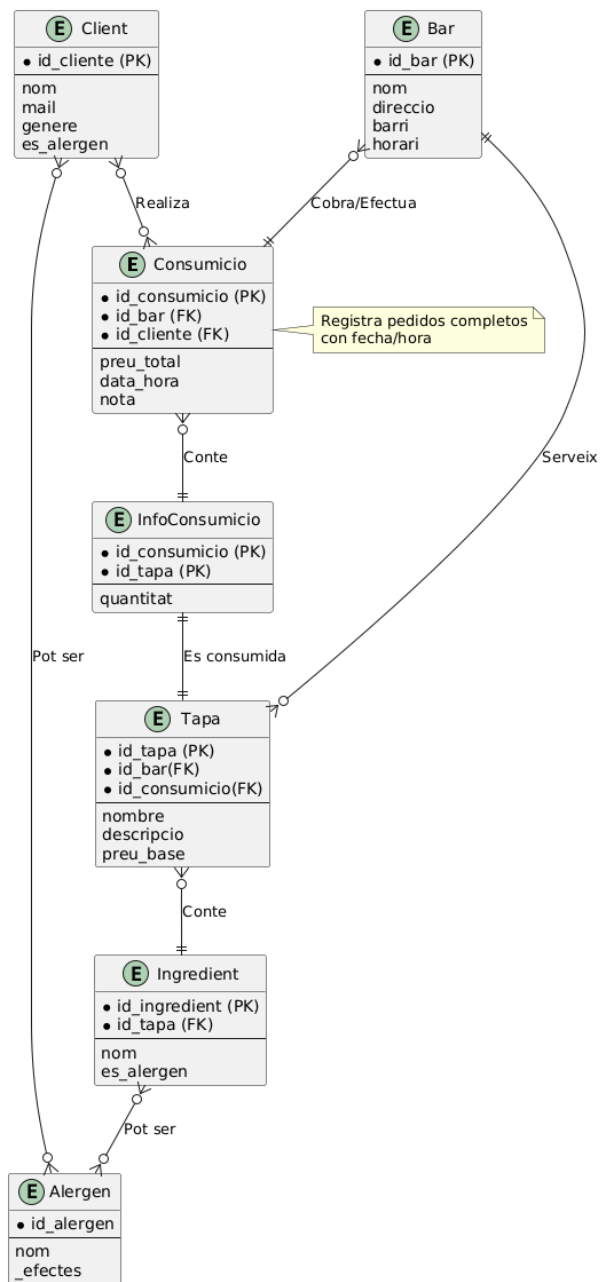 E Client
id_cliente (PK)
nom
mail
genere
es_alergen
E Bar
id_bar (PK)
nom
direccio
barri
horari
Realiza
Cobra/Efectua
E Consumicio
id_consumicio (PK)
id_bar (FK)
id_cliente (FK)
preu_total
data_hora
nota
Registra pedidos completos
con fecha/hora
Conte
Serveix
E InfoConsumicio
id_consumicio (PK)
id_tapa (PK)
quantitat
Pot ser
Es consumida
E Tapa
id_tapa (PK)
id_bar(FK)
id_consumicio(FK)
nombre
descripcio
preu_base
Conte
E Ingredient
id_ingredient (PK)
id_tapa (FK)
nom
es_alergen
Pot ser
E Alergen
id_alergen
nom
_efectes